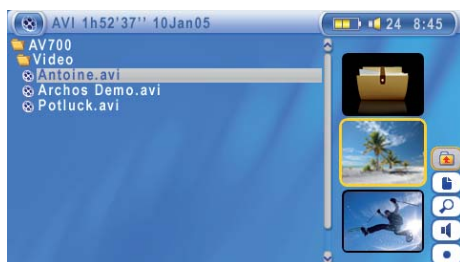 AVI 1h52'37'' 10Jan05
24 8:45
AV700
Video
Antoine.avi
Archos Demo.avi
Potluck.avi